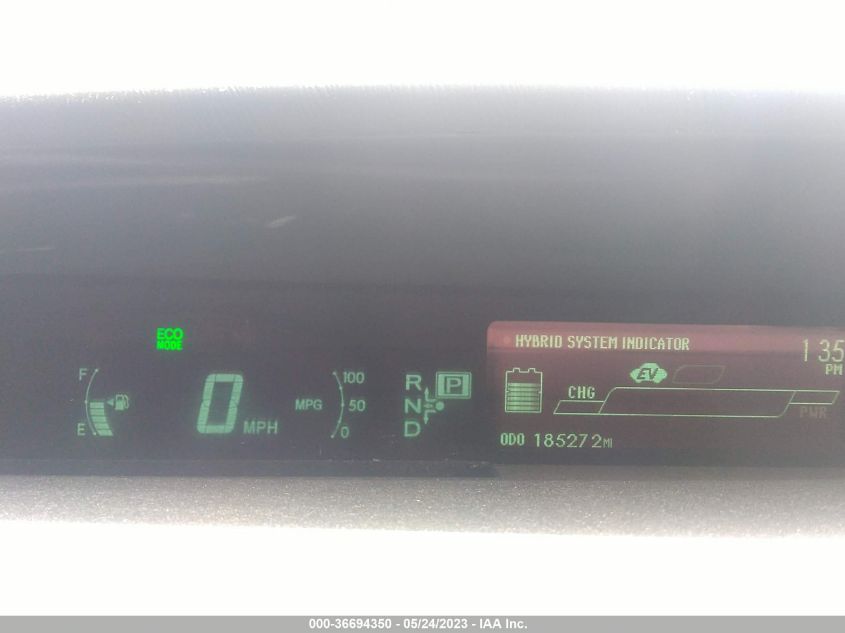 ECO
MODE
F
E
0 MPH
MPG
100
50
0
R
N
D
P
HYBRID SYSTEM INDICATOR
1 35
PM
EV
CHG
PWR
ODO 185272 MI
000-36694350 - 05/24/2023 - IAA Inc.